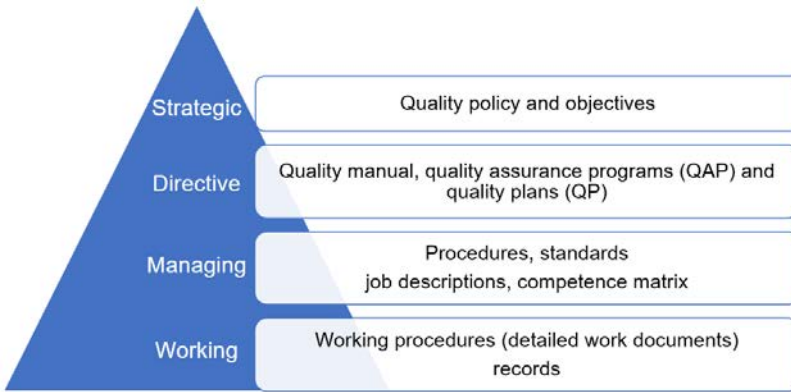 Strategic
Quality policy and objectives
Directive
Quality manual, quality assurance programs (QAP) and
quality plans (QP)
Managing
Procedures, standards
job descriptions, competence matrix
Working
Working procedures (detailed work documents)
records